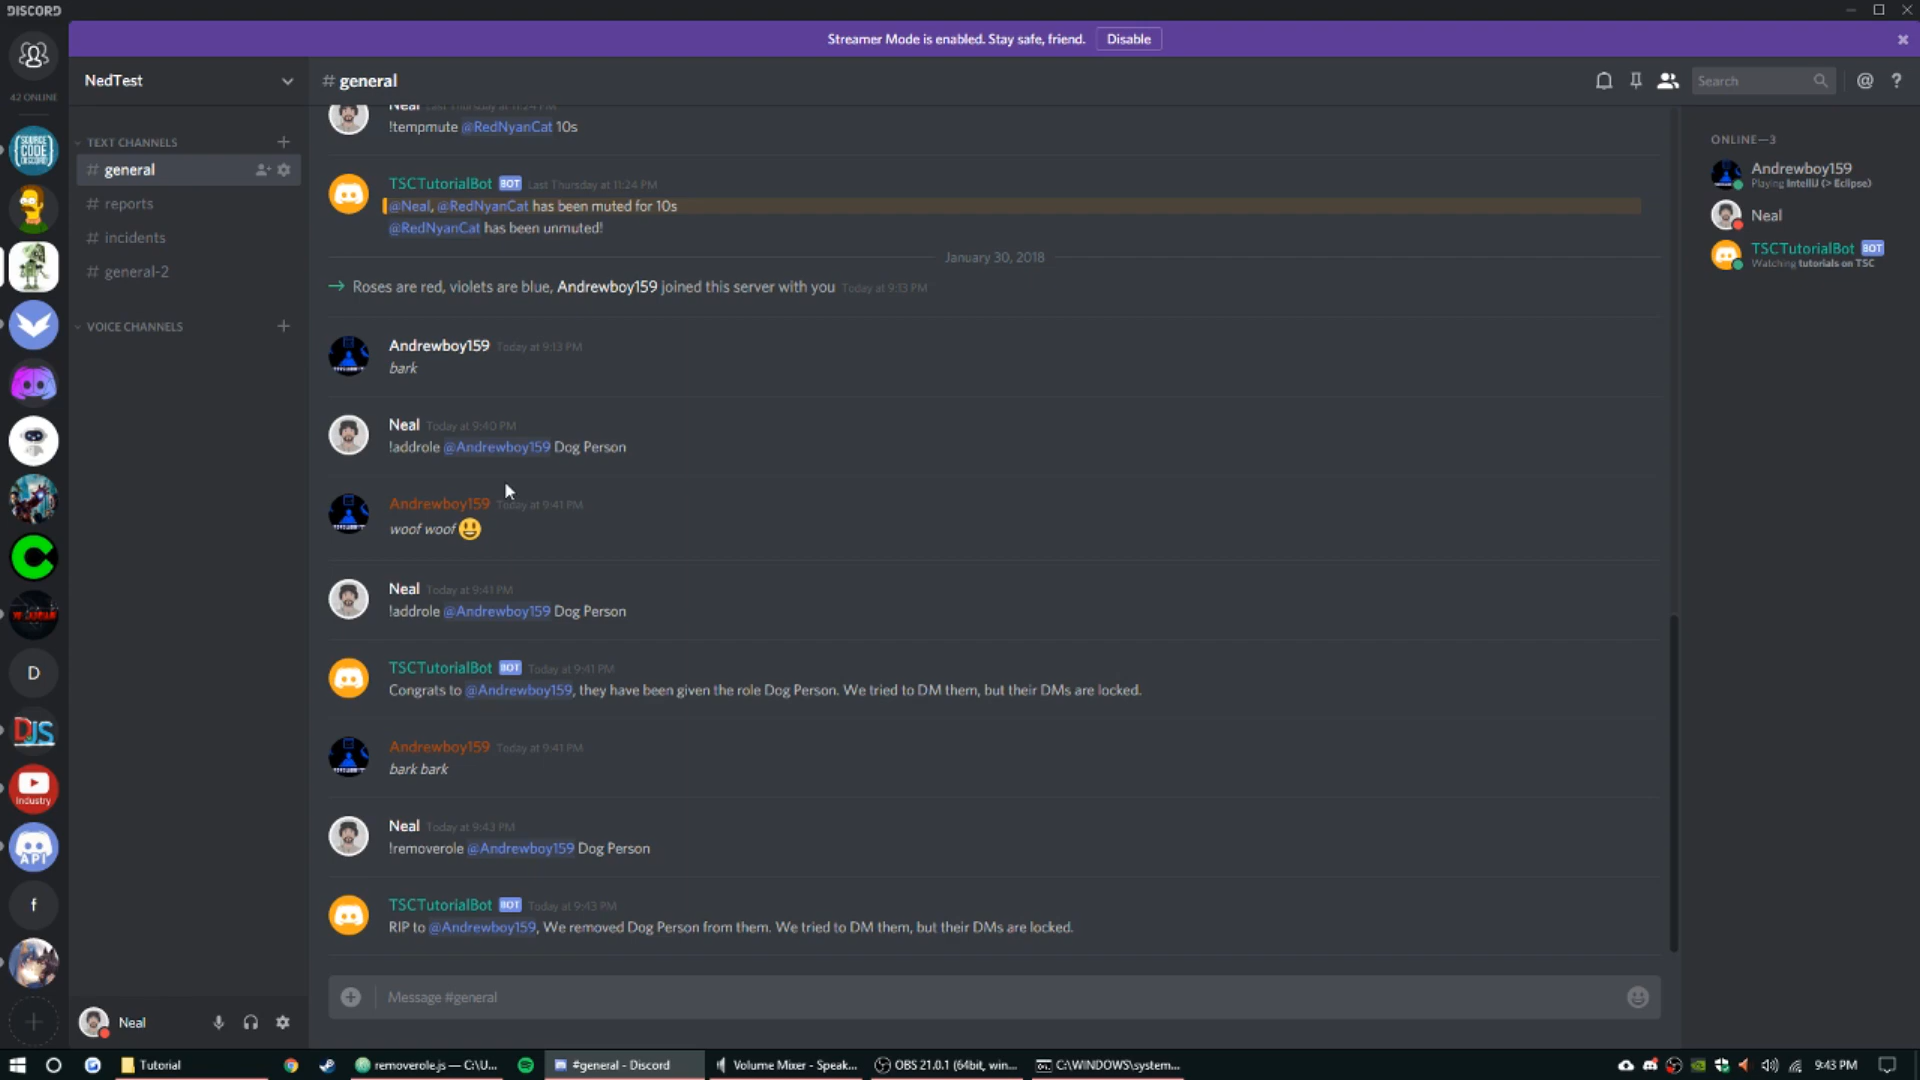 DISCORD
Streamer Mode is enabled. Stay safe, friend. Disable
42 ONLINE
NedTest
# general
Search
TEXT CHANNELS
# general
# reports
# incidents
# general-2
VOICE CHANNELS
Neal Last Thursday at 11:24 PM
!tempmute @RedNyanCat 10s
TSCTutorialBot BOT Last Thursday at 11:24 PM
@Neal, @RedNyanCat has been muted for 10s
@RedNyanCat has been unmuted!
January 30, 2018
Roses are red, violets are blue, Andrewboy159 joined this server with you Today at 9:13 PM
Andrewboy159 Today at 9:13 PM
bark
Neal Today at 9:40 PM
!addrole @Andrewboy159 Dog Person
Andrewboy159 Today at 9:41 PM
woof woof
Neal Today at 9:41 PM
!addrole @Andrewboy159 Dog Person
TSCTutorialBot BOT Today at 9:41 PM
Congrats to @Andrewboy159, they have been given the role Dog Person. We tried to DM them, but their DMs are locked.
Andrewboy159 Today at 9:41 PM
bark bark
Neal Today at 9:43 PM
!removerole @Andrewboy159 Dog Person
TSCTutorialBot BOT Today at 9:43 PM
RIP to @Andrewboy159, We removed Dog Person from them. We tried to DM them, but their DMs are locked.
Message #general
ONLINE—3
Andrewboy159
Playing IntelliJ (> Eclipse)
Neal
TSCTutorialBot BOT
Watching tutorials on TSC
SOURCE
CODE
DISCORD
D
DJS
Industry
API
f
Neal
Tutorial
removerole.js — C:\U...
#general - Discord
Volume Mixer - Speak...
OBS 21.0.1 (64bit, win...
C:\WINDOWS\system...
9:43 PM